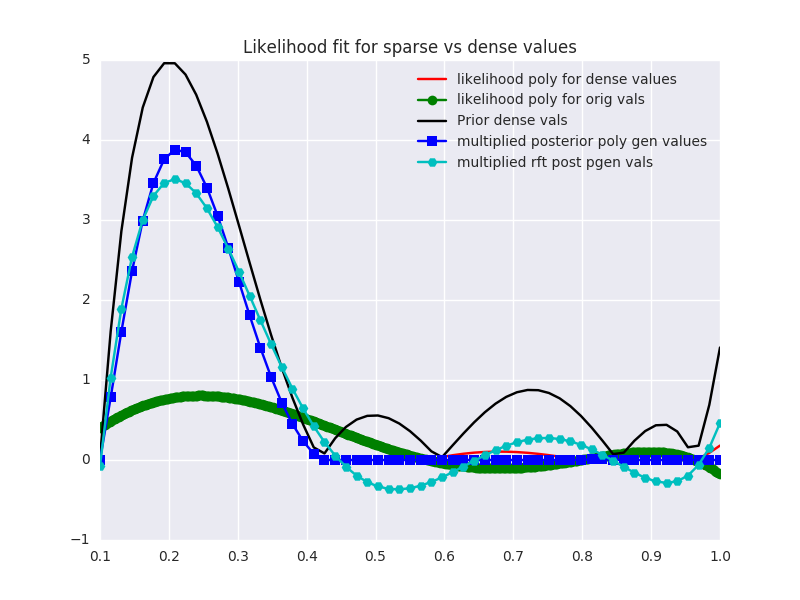 Likelihood fit for sparse vs dense values
likelihood poly for dense values
likelihood poly for orig vals
Prior dense vals
multiplied posterior poly gen values
multiplied rft post pgen vals
5
4
3
2
1
0
−1
0.1 0.2 0.3 0.4 0.5 0.6 0.7 0.8 0.9 1.0